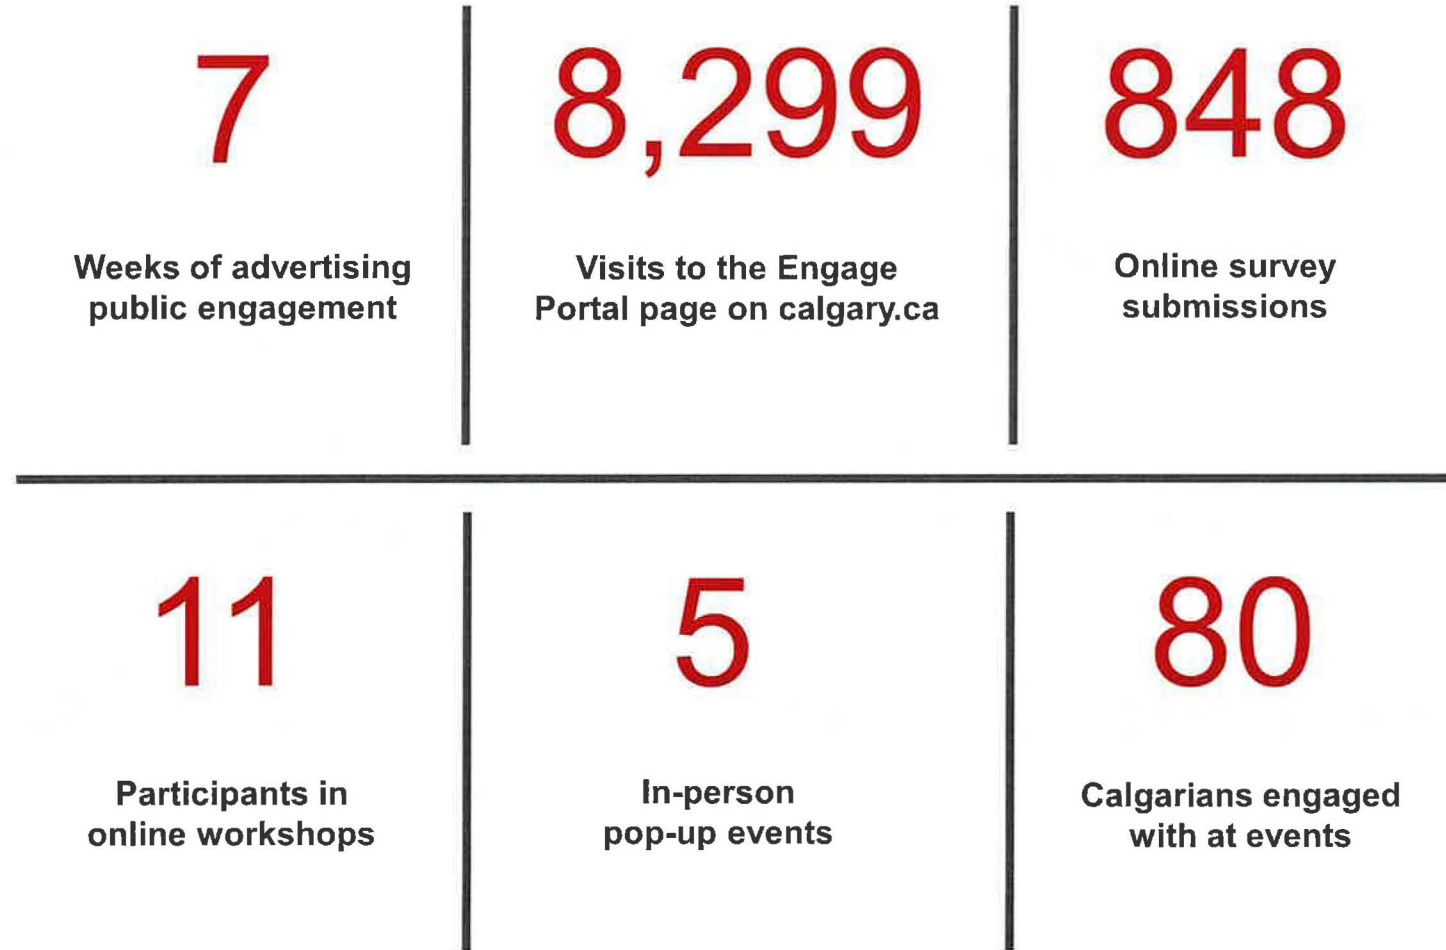 7
Weeks of advertising
public engagement
8,299
Visits to the Engage
Portal page on calgary.ca
848
Online survey
submissions
11
Participants in
online workshops
5
In-person
pop-up events
80
Calgarians engaged
with at events